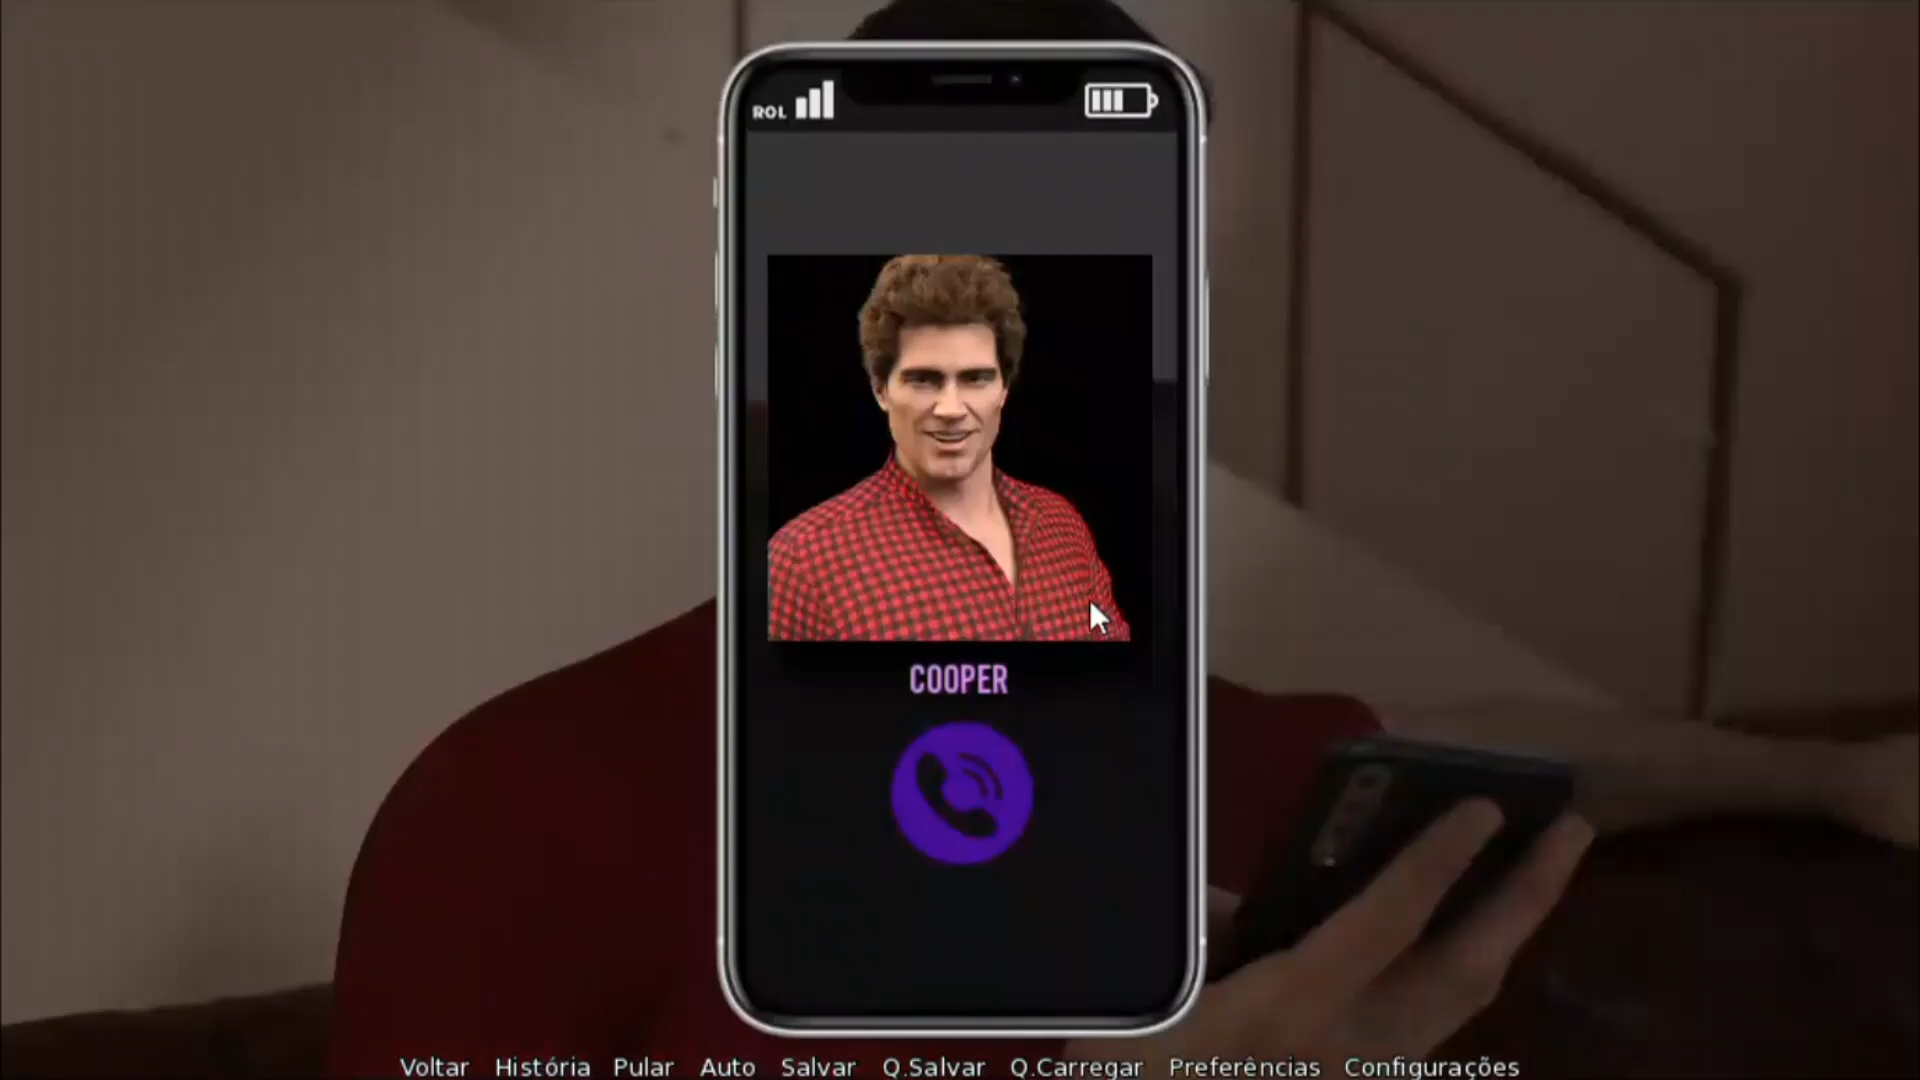 ROL
COOPER
Voltar História Pular Auto Salvar Q.Salvar Q.Carregar Preferências Configurações